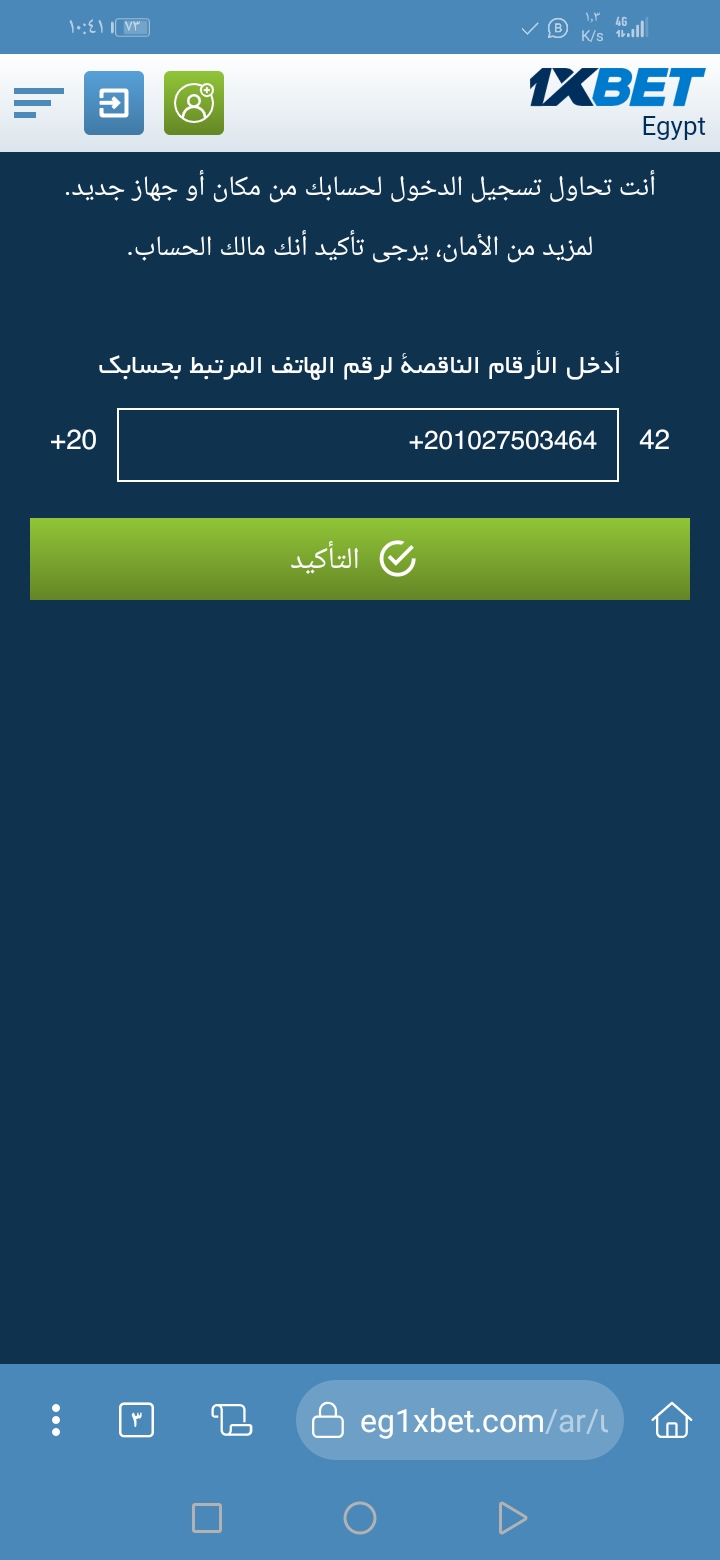 ١٠:٤١ ٧٣
١,٣ 4G
B K/s
1XBET
Egypt
أنت تحاول تسجيل الدخول لحسابك من مكان أو جهاز جديد.
لمزيد من الأمان، يرجى تأكيد أنك مالك الحساب.
أدخل الأرقام الناقصة لرقم الهاتف المرتبط بحسابك
+20 +201027503464 42
التأكيد
٣ eg1xbet.com/ar/u